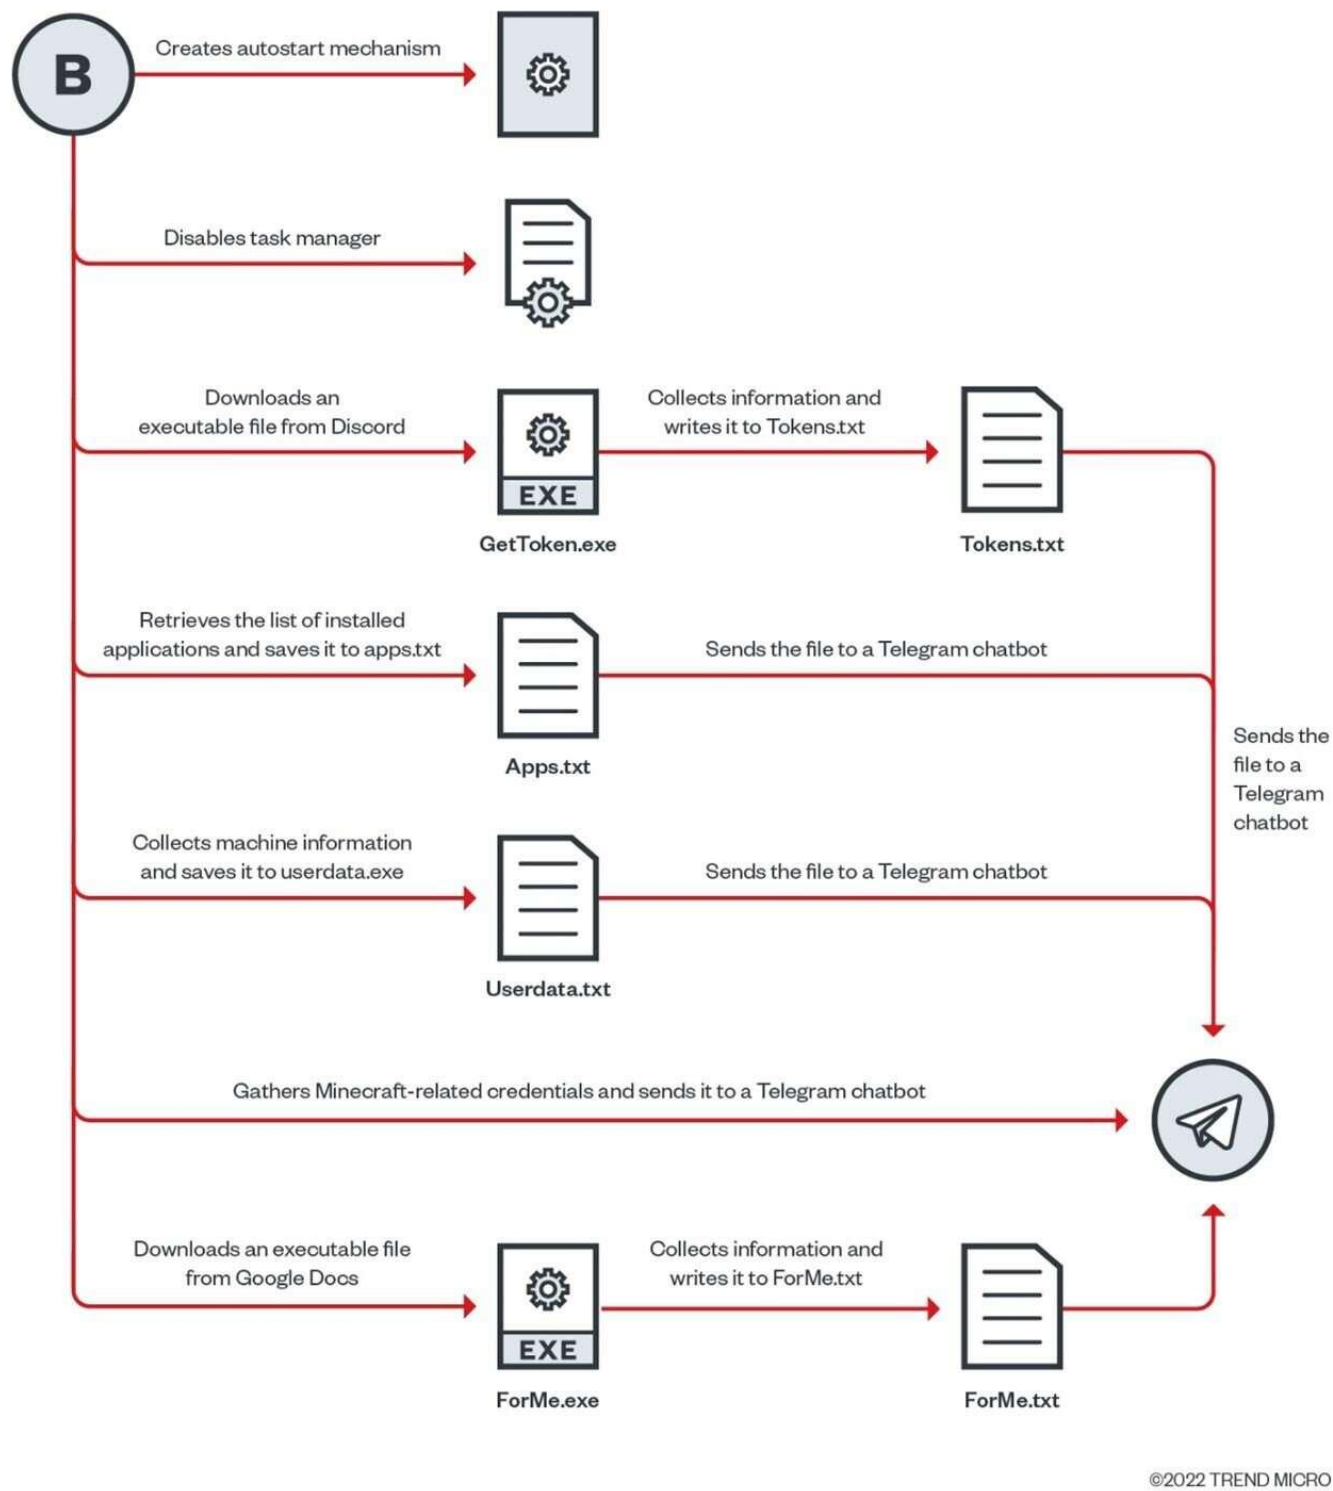 B
Creates autostart mechanism
Disables task manager
Downloads an
executable file from Discord
EXE
GetToken.exe
Collects information and
writes it to Tokens.txt
Tokens.txt
Retrieves the list of installed
applications and saves it to apps.txt
Apps.txt
Sends the file to a Telegram chatbot
Sends the
file to a
Telegram
chatbot
Collects machine information
and saves it to userdata.exe
Userdata.txt
Sends the file to a Telegram chatbot
Gathers Minecraft-related credentials and sends it to a Telegram chatbot
Downloads an executable file
from Google Docs
EXE
ForMe.exe
Collects information and
writes it to ForMe.txt
ForMe.txt
©2022 TREND MICRO